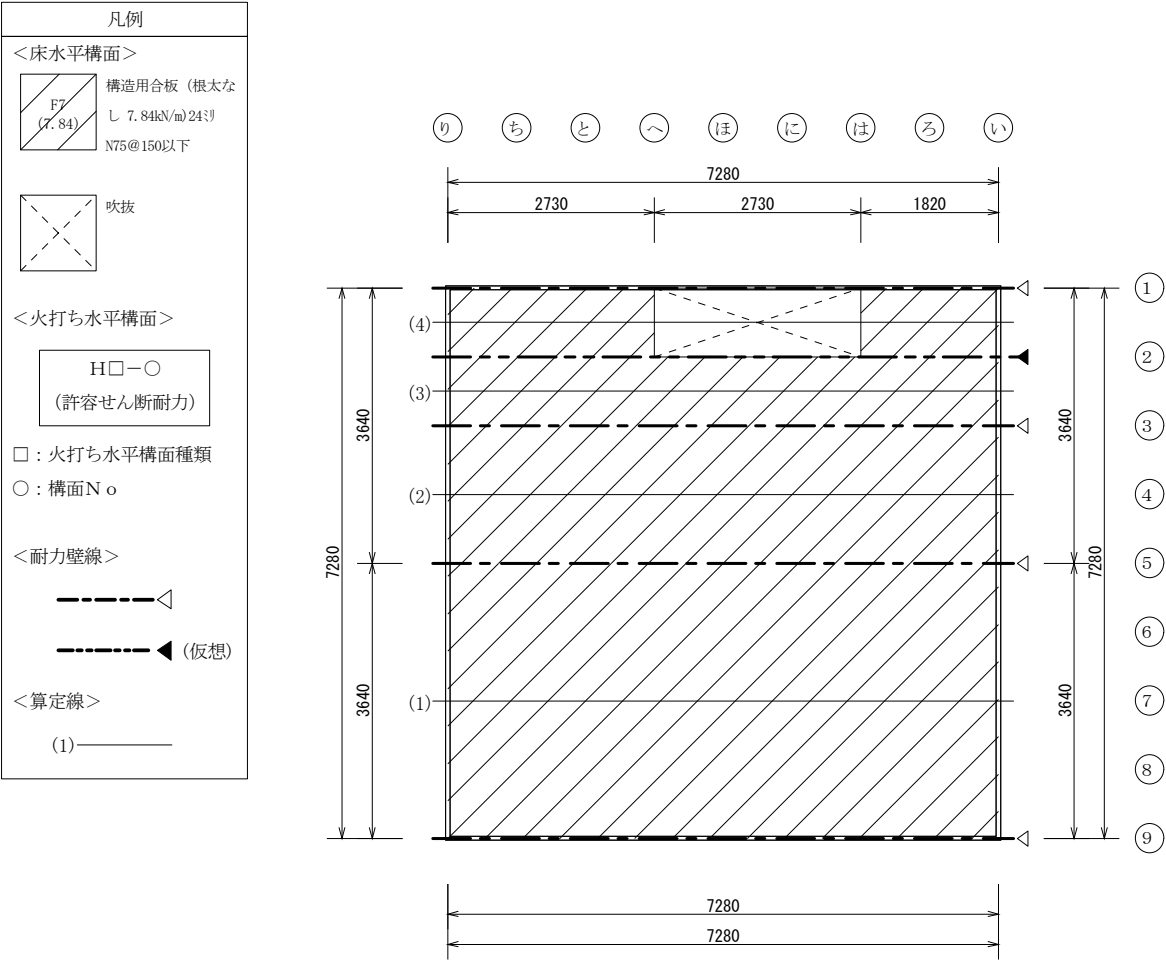 凡例
＜床水平構面＞
F7
(7.84)
構造用合板（根太な
し 7.84kN/m)24ﾐﾘ
N75@150以下
吹抜
＜火打ち水平構面＞
H□－○
(許容せん断耐力)
□：火打ち水平構面種類
○：構面Ｎｏ
＜耐力壁線＞
(仮想)
＜算定線＞
(1)
り ち と へ ほ に は ろ い
7280
2730 2730 1820
(4)
(3)
(2)
(1)
7280
3640
3640
3640
3640
7280
1
2
3
4
5
6
7
8
9
7280
7280